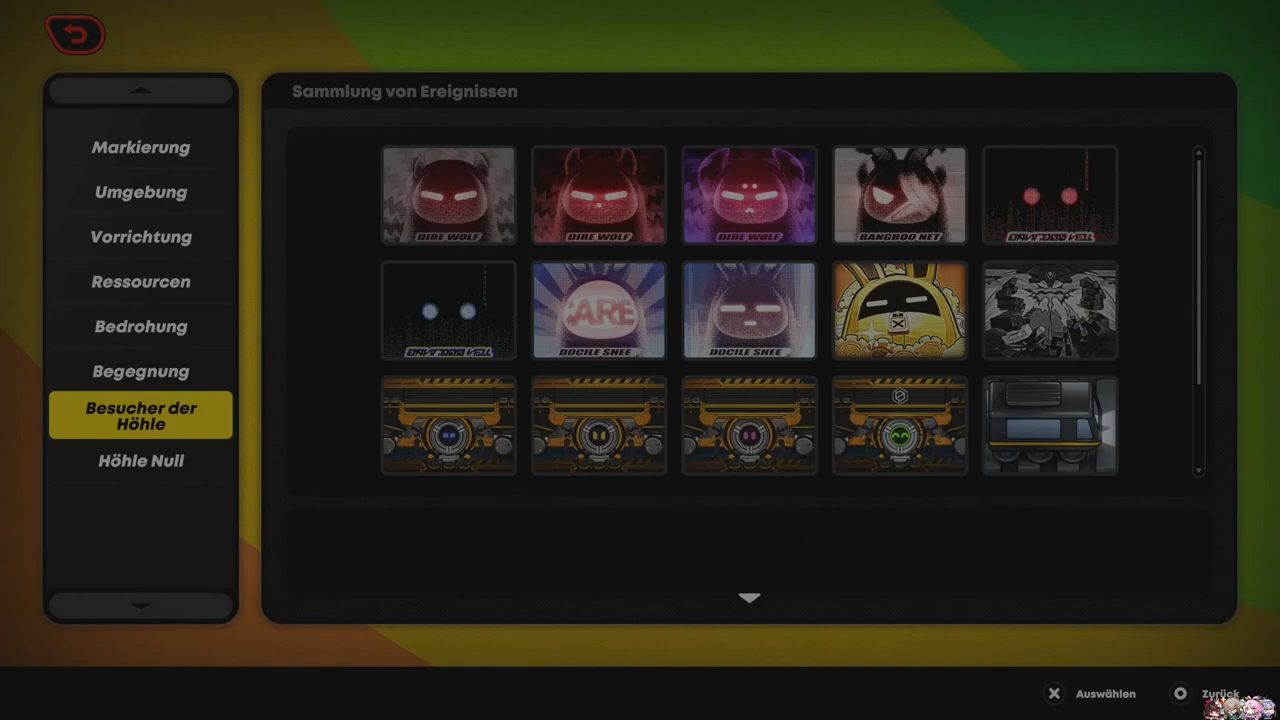 Sammlung von Ereignissen
Markierung
Umgebung
Vorrichtung
Ressourcen
Bedrohung
Begegnung
Besucher der
Höhle
Höhle Null
DIRE WOLF
DIRE WOLF
DIRE WOLF
BANGBOO NET
CARE
DOCILE SHEE
DOCILE SHEE
Auswählen
Zurück